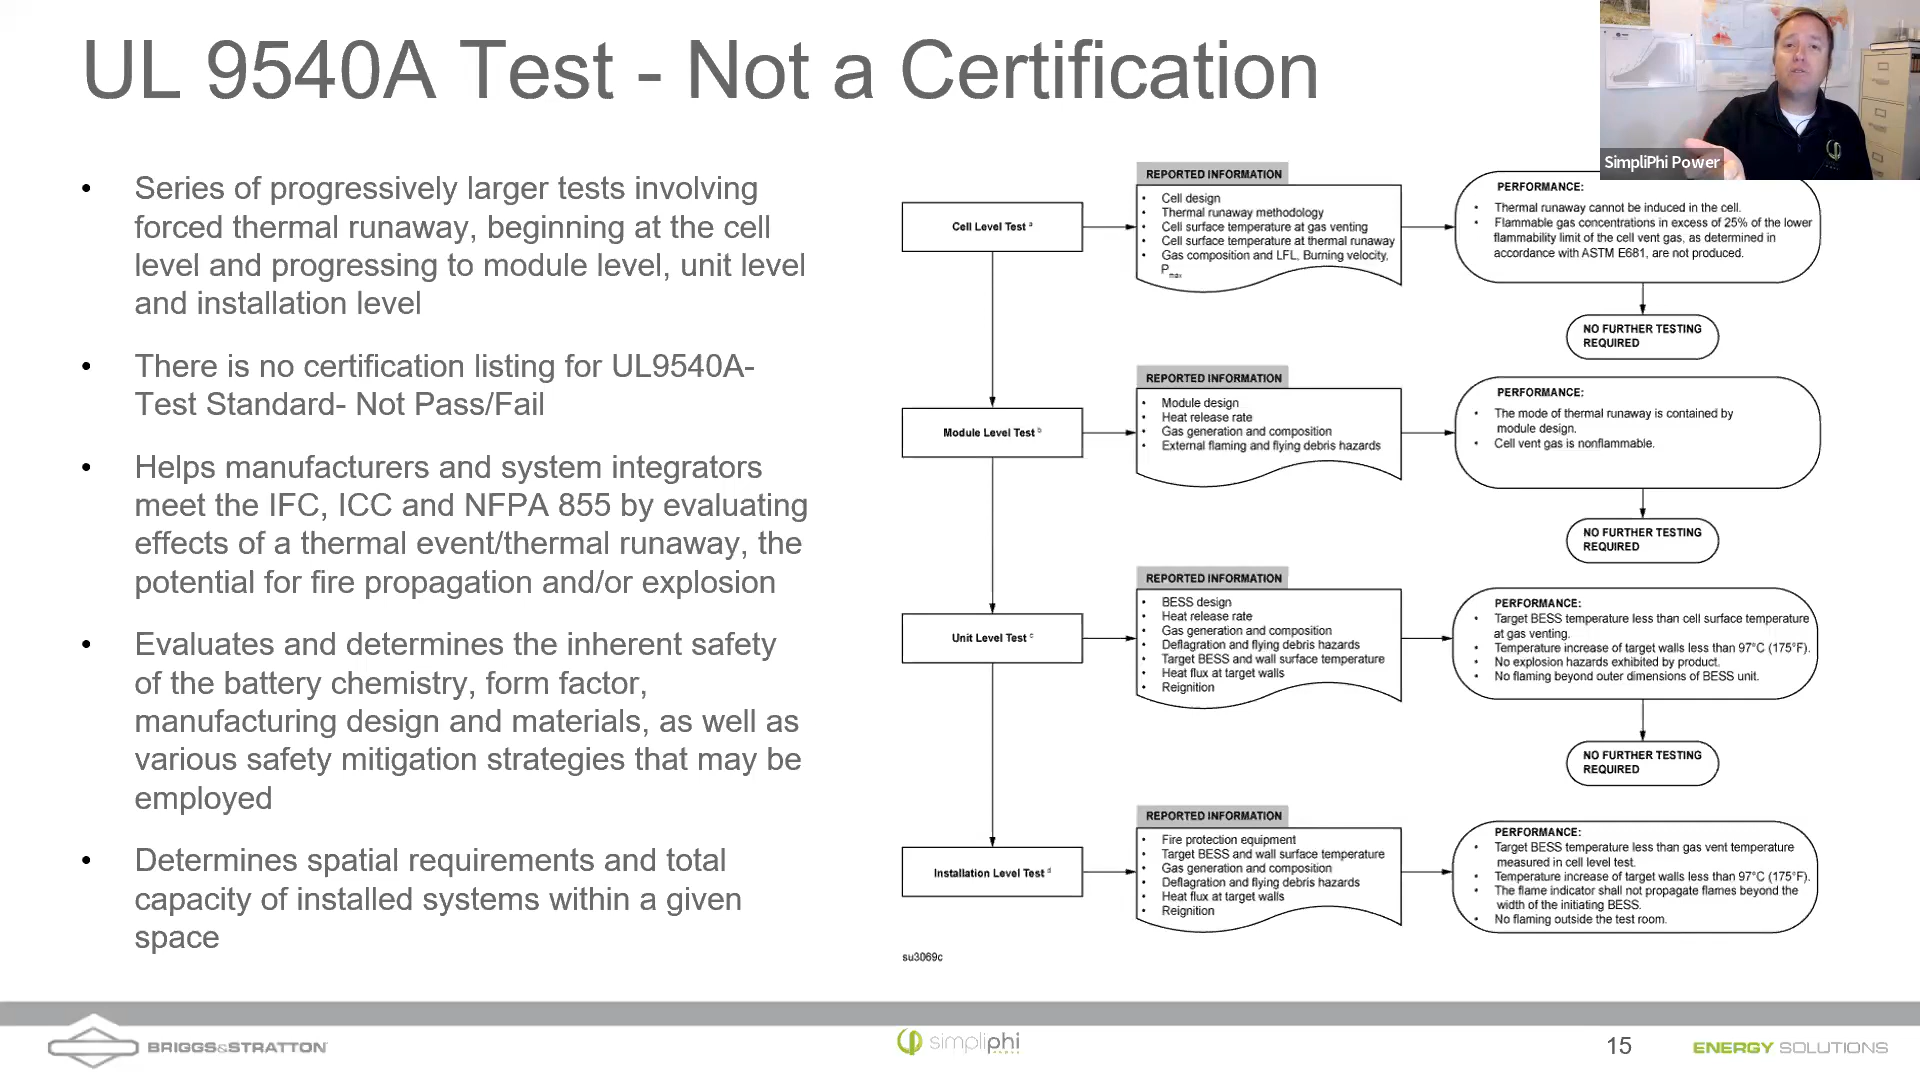 UL 9540A Test - Not a Certification
SimpliPhi Power
• Series of progressively larger tests involving
forced thermal runaway, beginning at the cell
level and progressing to module level, unit level
and installation level
• There is no certification listing for UL9540A-
Test Standard- Not Pass/Fail
• Helps manufacturers and system integrators
meet the IFC, ICC and NFPA 855 by evaluating
effects of a thermal event/thermal runaway, the
potential for fire propagation and/or explosion
• Evaluates and determines the inherent safety
of the battery chemistry, form factor,
manufacturing design and materials, as well as
various safety mitigation strategies that may be
employed
• Determines spatial requirements and total
capacity of installed systems within a given
space
Cell Level Test a
REPORTED INFORMATION
• Cell design
• Thermal runaway methodology
• Cell surface temperature at gas venting
• Cell surface temperature at thermal runaway
• Gas composition and LFL, Burning velocity,
Pmax
PERFORMANCE:
• Thermal runaway cannot be induced in the cell.
• Flammable gas concentrations in excess of 25% of the lower
flammability limit of the cell vent gas, as determined in
accordance with ASTM E681, are not produced.
NO FURTHER TESTING
REQUIRED
Module Level Test b
REPORTED INFORMATION
• Module design
• Heat release rate
• Gas generation and composition
• External flaming and flying debris hazards
PERFORMANCE:
• The mode of thermal runaway is contained by
module design.
• Cell vent gas is nonflammable.
NO FURTHER TESTING
REQUIRED
Unit Level Test c
REPORTED INFORMATION
• BESS design
• Heat release rate
• Gas generation and composition
• Deflagration and flying debris hazards
• Target BESS and wall surface temperature
• Heat flux at target walls
• Reignition
PERFORMANCE:
• Target BESS temperature less than cell surface temperature
at gas venting.
• Temperature increase of target walls less than 97°C (175°F).
• No explosion hazards exhibited by product.
• No flaming beyond outer dimensions of BESS unit.
NO FURTHER TESTING
REQUIRED
Installation Level Test d
REPORTED INFORMATION
• Fire protection equipment
• Target BESS and wall surface temperature
• Gas generation and composition
• Deflagration and flying debris hazards
• Heat flux at target walls
• Reignition
PERFORMANCE:
• Target BESS temperature less than gas vent temperature
measured in cell level test.
• Temperature increase of target walls less than 97°C (175°F).
• The flame indicator shall not propagate flames beyond the
width of the initiating BESS.
• No flaming outside the test room.
su3069c
BRIGGS&STRATTON
simpliphi
15
ENERGY SOLUTIONS